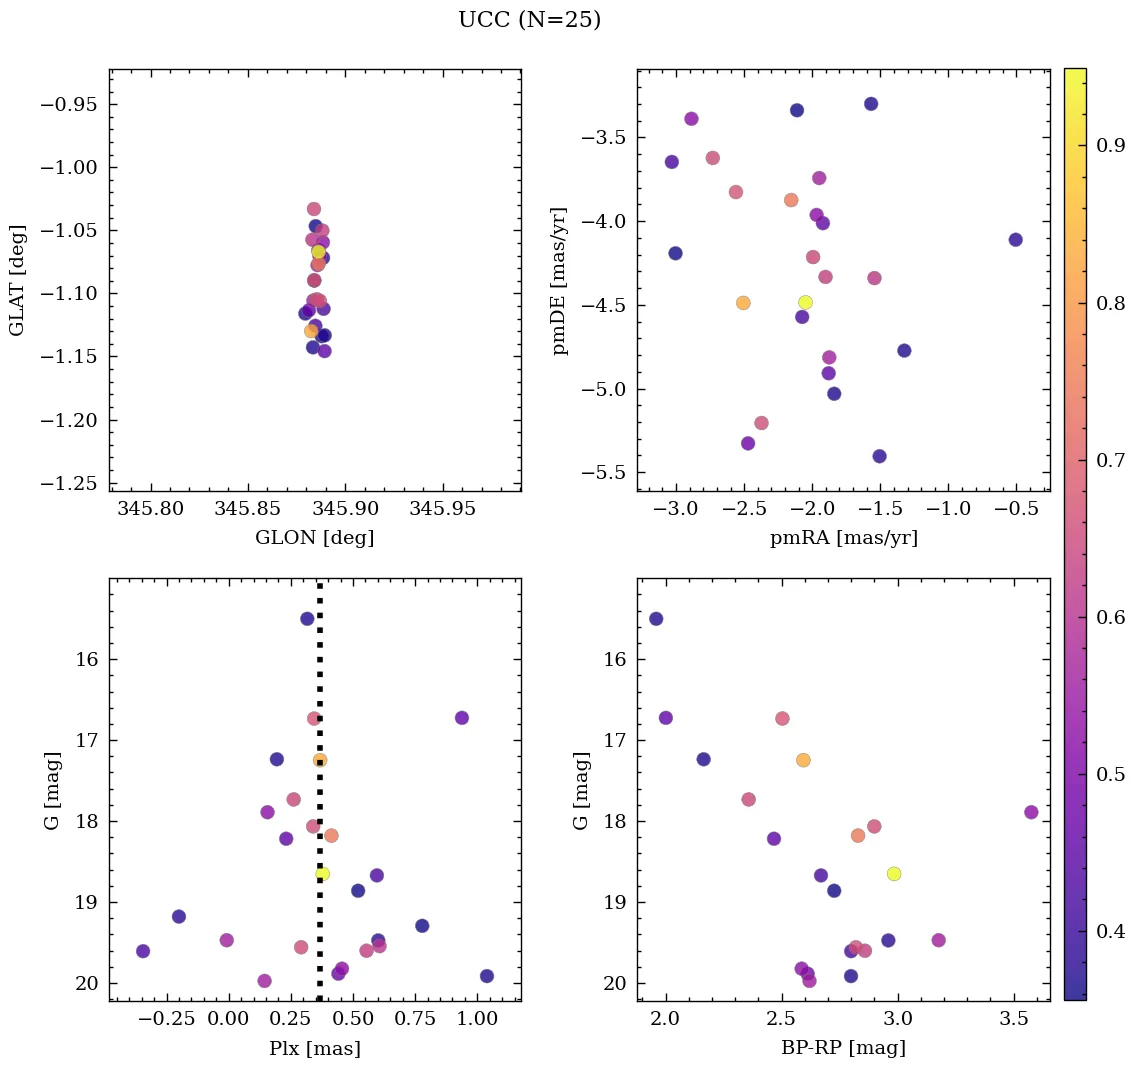 UCC (N=25)
−0.95
−1.00
−1.05
−1.10
−1.15
−1.20
−1.25
GLAT [deg]
345.80 345.85 345.90 345.95
GLON [deg]
−3.5
−4.0
−4.5
−5.0
−5.5
pmDE [mas/yr]
−3.0 −2.5 −2.0 −1.5 −1.0 −0.5
pmRA [mas/yr]
0.9
0.8
0.7
0.6
0.5
0.4
16
17
18
19
20
G [mag]
−0.25 0.00 0.25 0.50 0.75 1.00
Plx [mas]
16
17
18
19
20
G [mag]
2.0 2.5 3.0 3.5
BP-RP [mag]